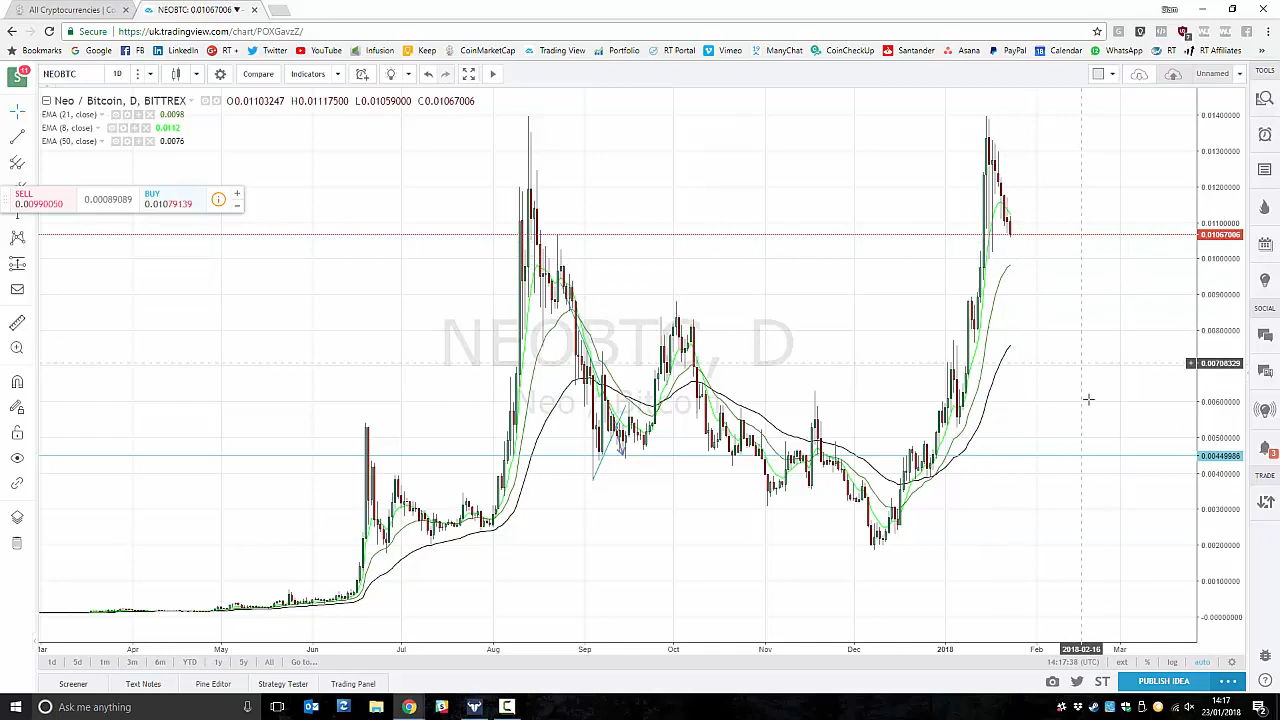 All Cryptocurrencies | Co
NEOBTC: 0.01067006 ▼ -
Secure https://uk.tradingview.com/chart/POXGavzZ/
Bookmarks Google FB LinkedIN RT + Twitter YouTube Infusion Keep CoinMarketCap Trading View Portfolio RT Portal Vimeo ManyChat CoinCheckUp Santander Asana PayPal Calendar WhatsApp RT RT Affiliates
NEOBTC 1D Compare Indicators Unnamed TOOLS
Neo / Bitcoin, D, BITTREX O0.01103247 H0.01117500 L0.01059000 C0.01067006
EMA (21, close) 0.0098
EMA (8, close) 0.0112
EMA (50, close) 0.0076
SELL 0.00990050 0.00089089 BUY 0.01079139
NEOBTC, D
Neo / Bitcoin
0.01400000
0.01300000
0.01200000
0.01100000
0.01067006
0.01000000
0.00900000
0.00800000
0.00708329
0.00600000
0.00500000
0.00449986
0.00400000
0.00300000
0.00200000
0.00100000
-0.00000000
SOCIAL
TRADE
Mar Apr May Jun Jul Aug Sep Oct Nov Dec 2018 Feb 2018-02-16 Mar
1d 5d 1m 3m 6m YTD 1y 5y All Go to... 14:17:38 (UTC) ext % log auto
Screener Text Notes Pine Editor Strategy Tester Trading Panel ST PUBLISH IDEA
Ask me anything
14:17
23/01/2018